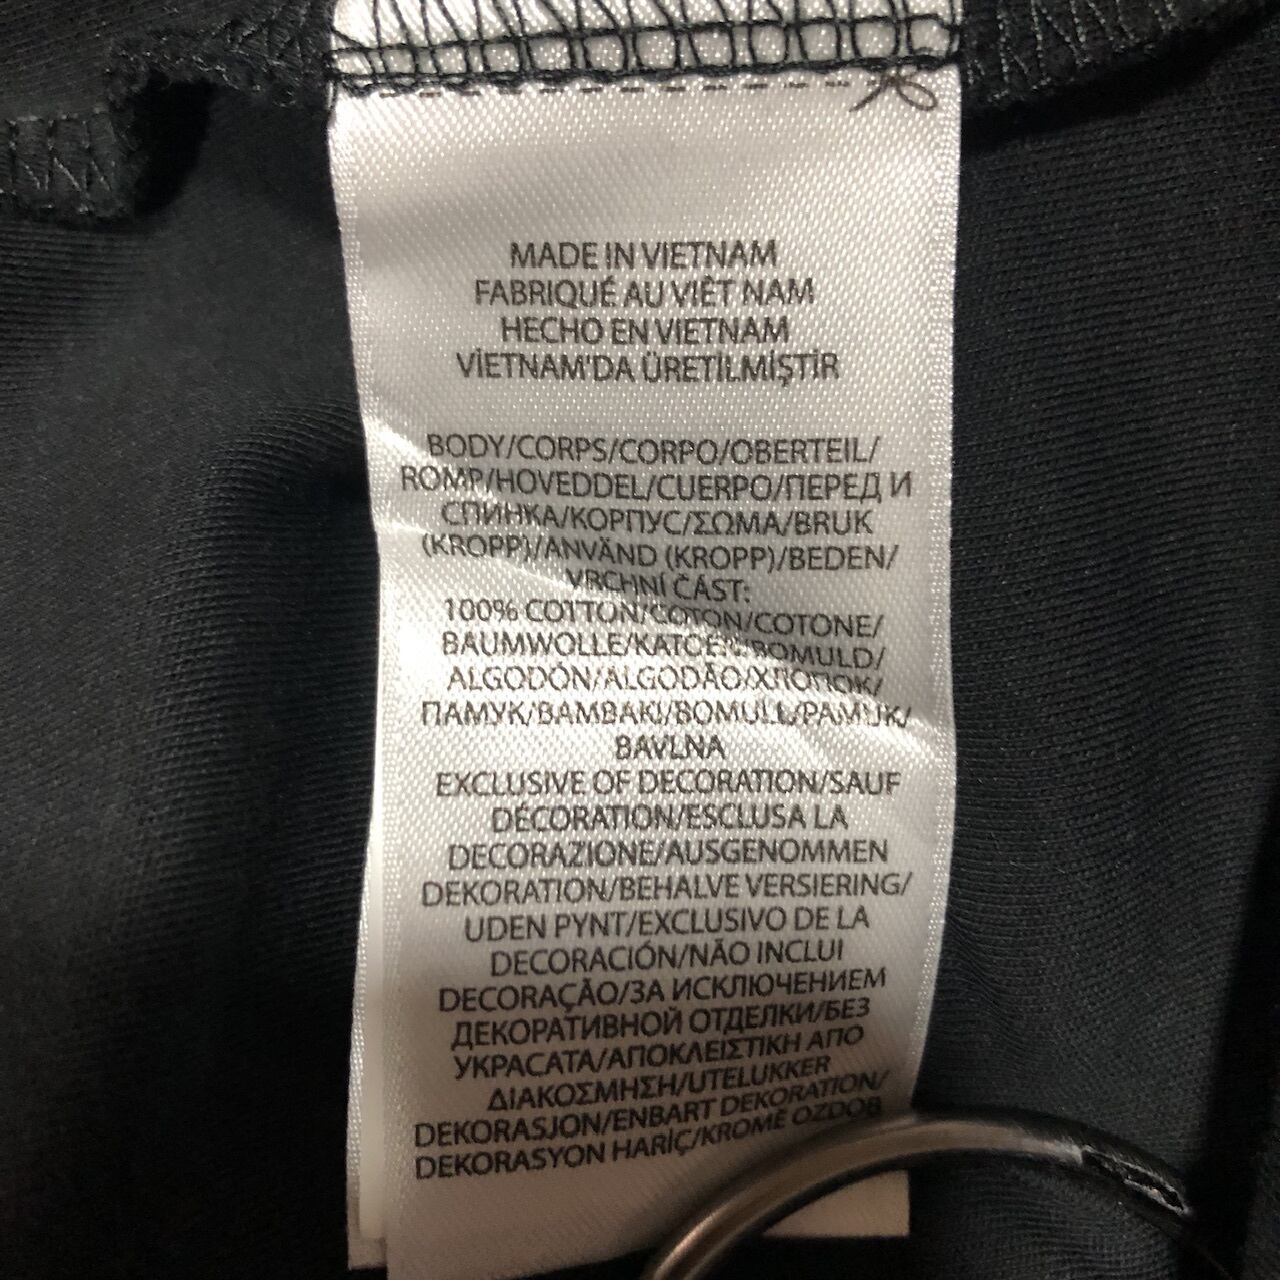 MADE IN VIETNAM
FABRIQUÉ AU VIÊT NAM
HECHO EN VIETNAM
VİETNAM'DA ÜRETİLMİŞTİR
BODY/CORPS/CORPO/OBERTEIL/
ROMP/HOVEDDEL/CUERPO/ПЕРЕД И
СПИНКА/КОРПУС/ΣΩΜΑ/BRUK
(KROPP)/ANVÄND (KROPP)/BEDEN/
VRCHNÍ ČÁST:
100% COTTON/COTON/COTONE/
BAUMWOLLE/KATOEN/BOMULD/
ALGODÓN/ALGODÃO/ХЛОПОК/
ПАМУК/BAMBAKI/BOMULL/PAMUK/
BAVLNA
EXCLUSIVE OF DECORATION/SAUF
DÉCORATION/ESCLUSA LA
DECORAZIONE/AUSGENOMMEN
DEKORATION/BEHALVE VERSIERING/
UDEN PYNT/EXCLUSIVO DE LA
DECORACIÓN/NÃO INCLUI
DECORAÇÃO/ЗА ИСКЛЮЧЕНИЕМ
ДЕКОРАТИВНОЙ ОТДЕЛКИ/БЕЗ
УКРАСАТА/ΑΠΟΚΛΕΙΣΤΙΚΗ ΑΠΟ
ΔΙΑΚΟΣΜΗΣΗ/UTELUKKER
DEKORASJON/ENBART DEKORATION/
DEKORASYON HARİÇ/KROMĚ OZDOB